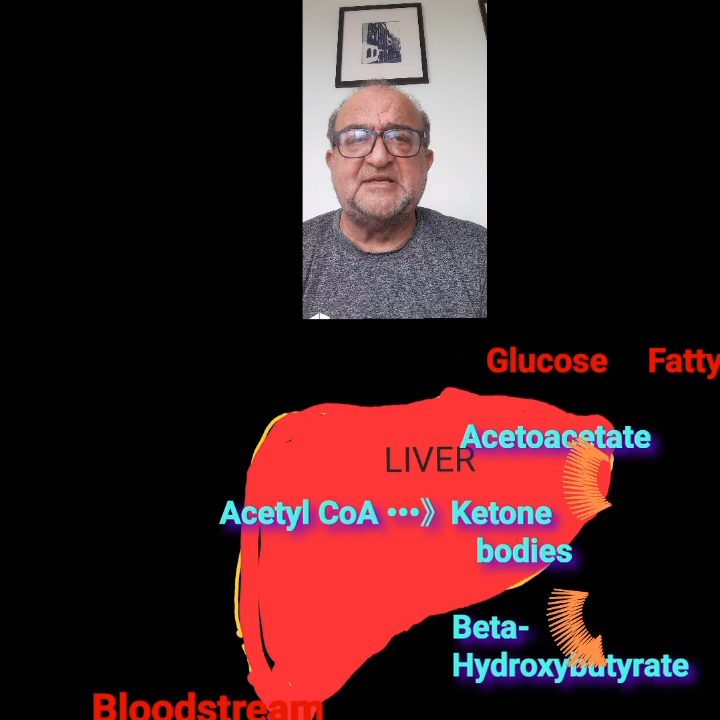 Glucose Fatty
Acetoacetate
LIVER
Acetyl CoA •••》 Ketone
bodies
Beta-
Hydroxybutyrate
Bloodstream